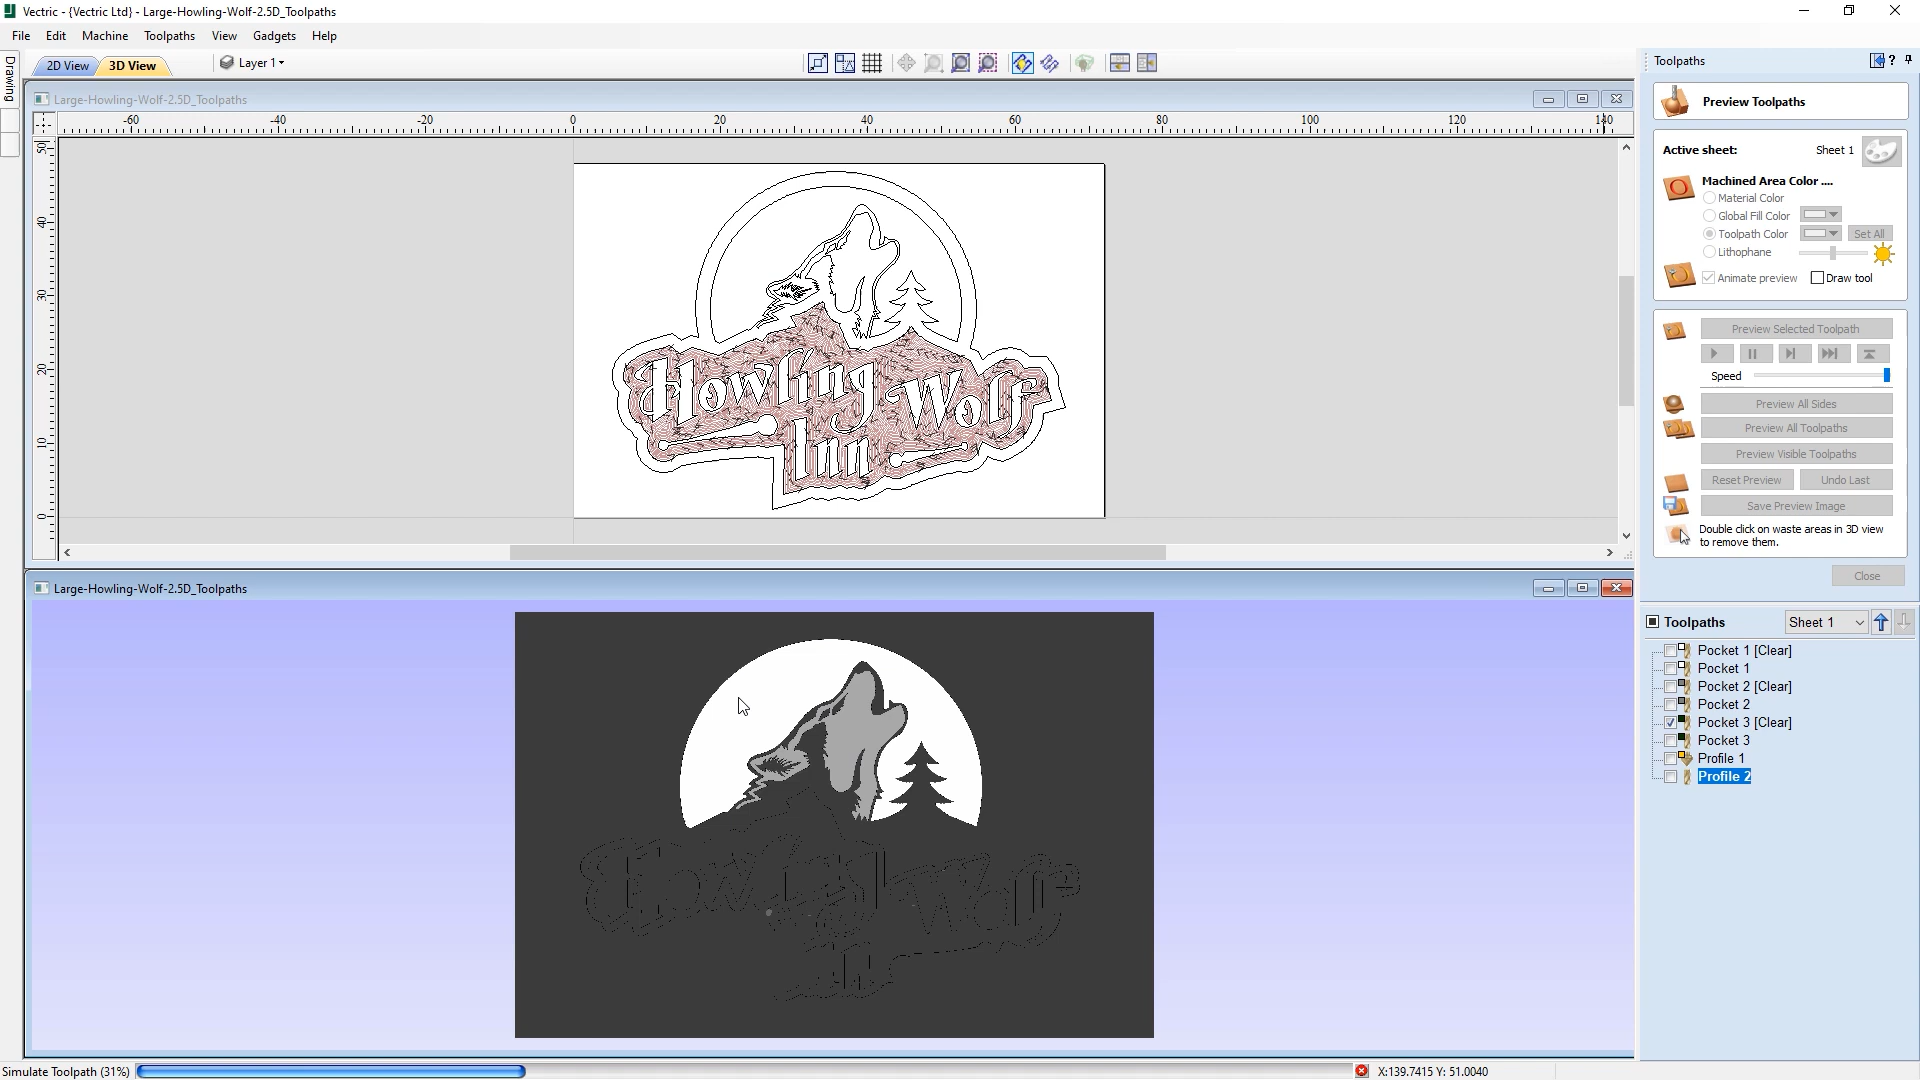 Vectric - {Vectric Ltd} - Large-Howling-Wolf-2.5D_Toolpaths
File Edit Machine Toolpaths View Gadgets Help
Drawing
2D View 3D View Layer 1
Large-Howling-Wolf-2.5D_Toolpaths
-60 -40 -20 0 20 40 60 80 100 120 140
50
40
30
20
10
0
Howling Wolf
Inn
Large-Howling-Wolf-2.5D_Toolpaths
Howling Wolf
Inn
Toolpaths
Preview Toolpaths
Active sheet: Sheet 1
Machined Area Color ....
Material Color
Global Fill Color
Toolpath Color Set All
Lithophane
Animate preview Draw tool
Preview Selected Toolpath
Speed
Preview All Sides
Preview All Toolpaths
Preview Visible Toolpaths
Reset Preview Undo Last
Save Preview Image
Double click on waste areas in 3D view
to remove them.
Close
Toolpaths Sheet 1
Pocket 1 [Clear]
Pocket 1
Pocket 2 [Clear]
Pocket 2
Pocket 3 [Clear]
Pocket 3
Profile 1
Profile 2
Simulate Toolpath (31%) X:139.7415 Y: 51.0040